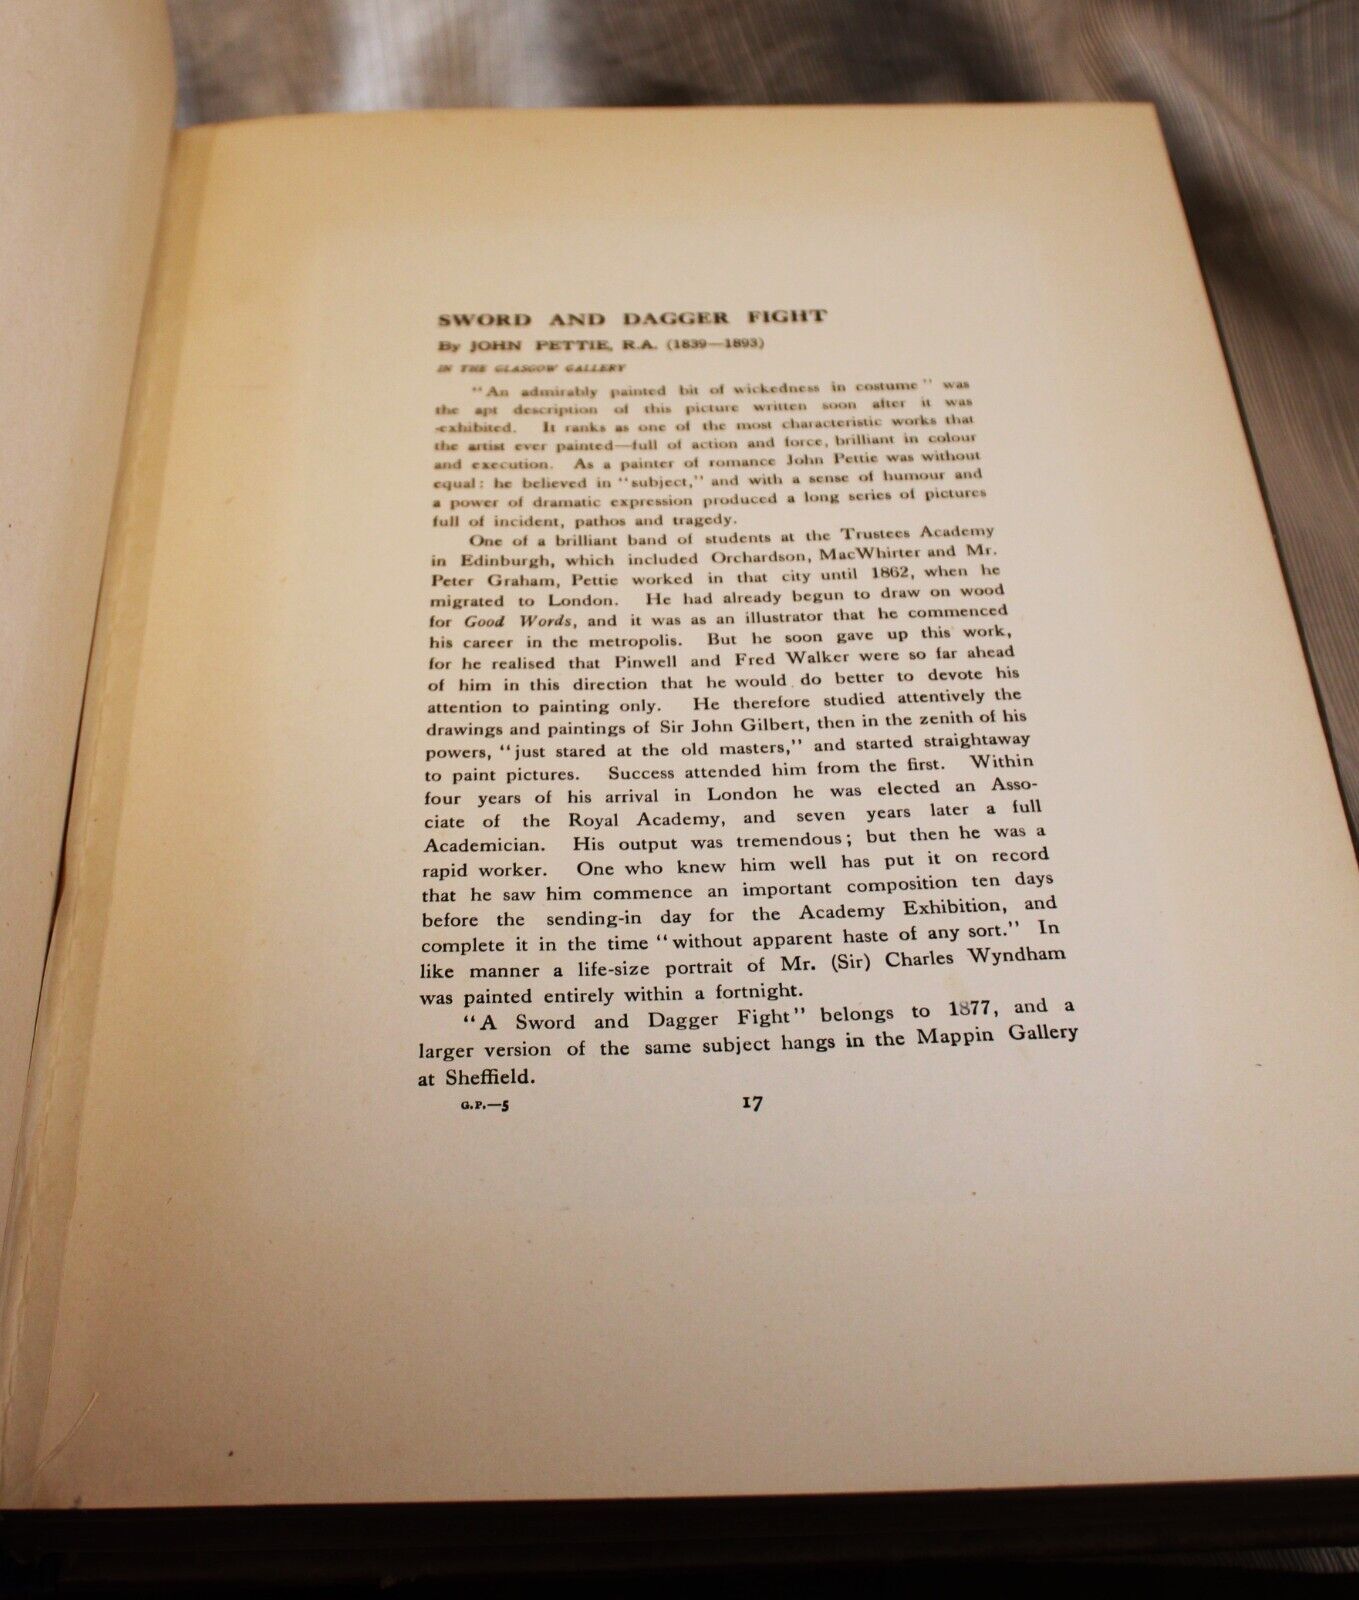 SWORD AND DAGGER FIGHT
By JOHN PETTIE, R.A. (1839—1893)
IN THE GLASGOW GALLERY
"An admirably painted bit of wickedness in costume" was
the apt description of this picture written soon after it was
exhibited. It ranks as one of the most characteristic works that
the artist ever painted—full of action and force, brilliant in colour
and execution. As a painter of romance John Pettie was without
equal: he believed in "subject," and with a sense of humour and
a power of dramatic expression produced a long series of pictures
full of incident, pathos and tragedy.
One of a brilliant band of students at the Trustees Academy
in Edinburgh, which included Orchardson, MacWhirter and Mr.
Peter Graham, Pettie worked in that city until 1862, when he
migrated to London. He had already begun to draw on wood
for Good Words, and it was as an illustrator that he commenced
his career in the metropolis. But he soon gave up this work,
for he realised that Pinwell and Fred Walker were so far ahead
of him in this direction that he would do better to devote his
attention to painting only. He therefore studied attentively the
drawings and paintings of Sir John Gilbert, then in the zenith of his
powers, "just stared at the old masters," and started straightaway
to paint pictures. Success attended him from the first. Within
four years of his arrival in London he was elected an Asso-
ciate of the Royal Academy, and seven years later a full
Academician. His output was tremendous; but then he was a
rapid worker. One who knew him well has put it on record
that he saw him commence an important composition ten days
before the sending-in day for the Academy Exhibition, and
complete it in the time "without apparent haste of any sort." In
like manner a life-size portrait of Mr. (Sir) Charles Wyndham
was painted entirely within a fortnight.
"A Sword and Dagger Fight" belongs to 1877, and a
larger version of the same subject hangs in the Mappin Gallery
at Sheffield.
G.P.—5 17